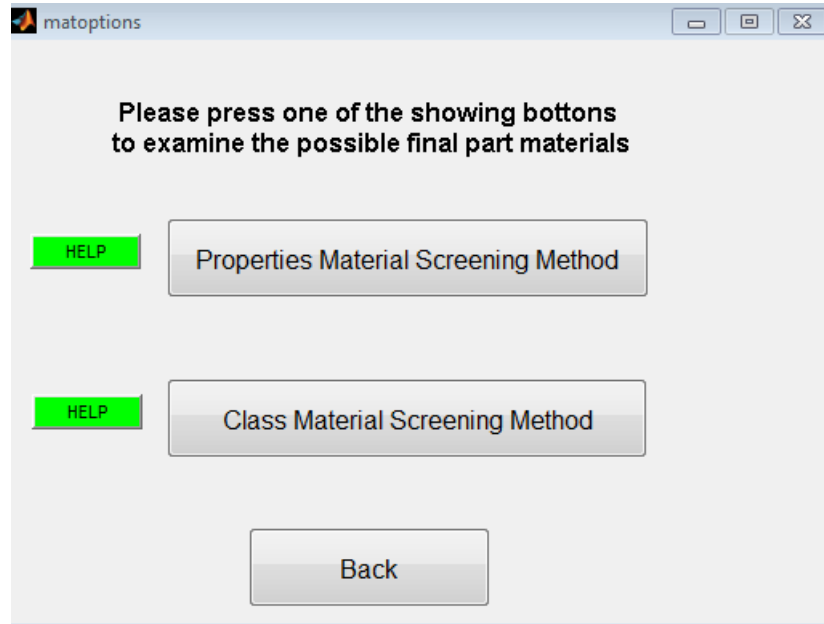 matoptions
Please press one of the showing bottons
to examine the possible final part materials
HELP
Properties Material Screening Method
HELP
Class Material Screening Method
Back